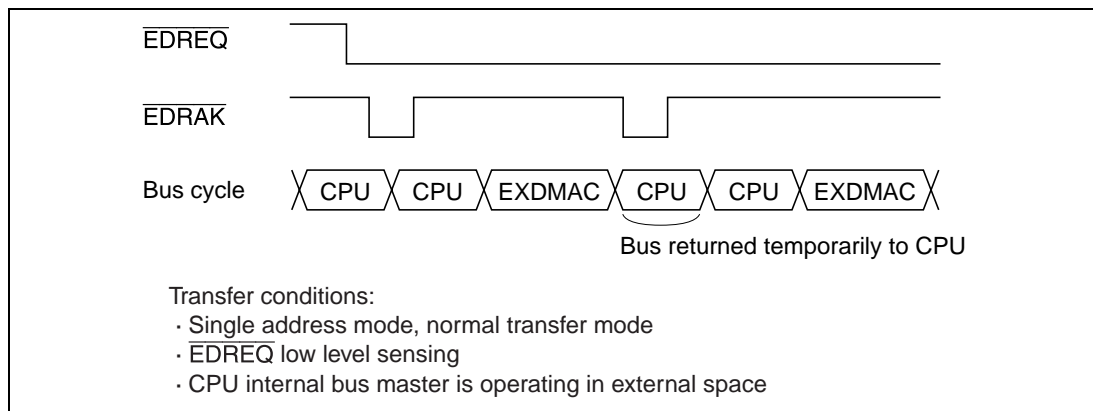 EDREQ
EDRAK
Bus cycle CPU CPU EXDMAC CPU CPU EXDMAC
Bus returned temporarily to CPU
Transfer conditions:
· Single address mode, normal transfer mode
· EDREQ low level sensing
· CPU internal bus master is operating in external space